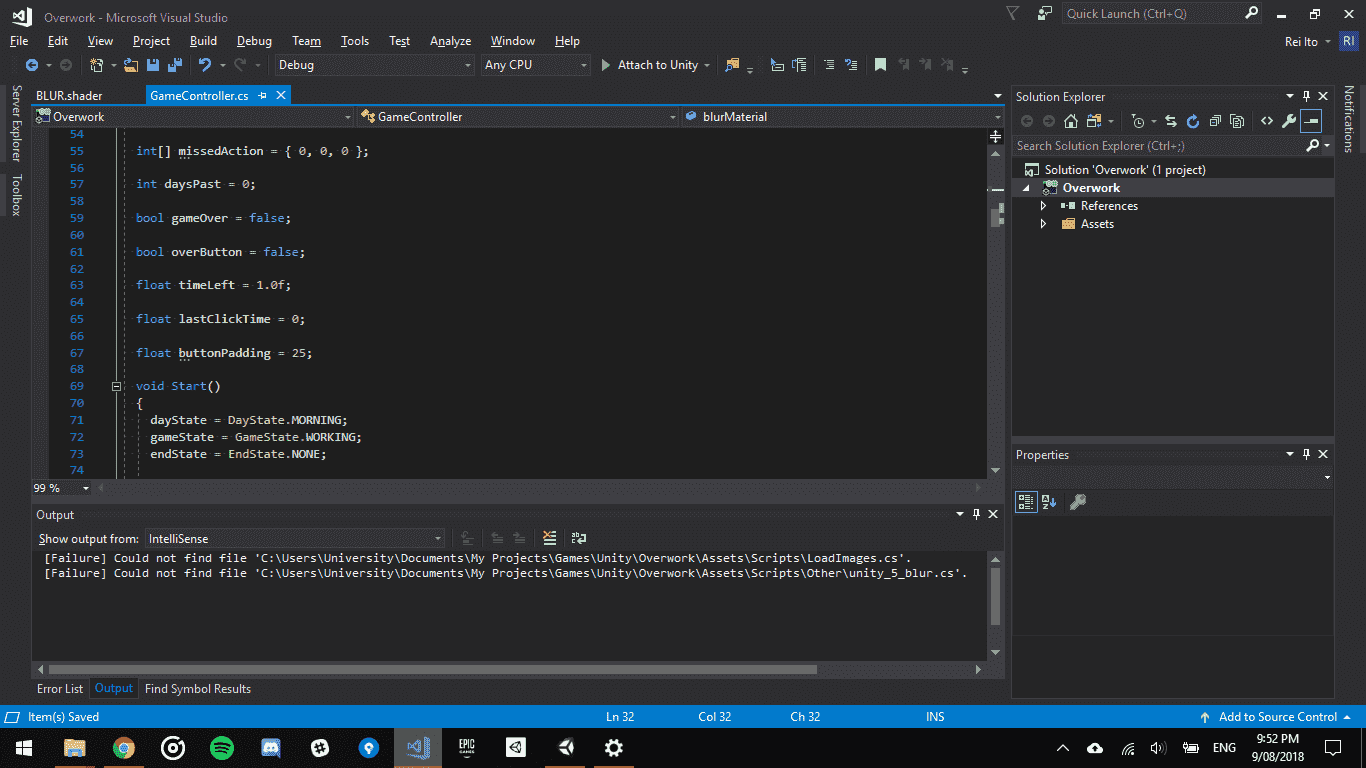 Overwork - Microsoft Visual Studio
Quick Launch (Ctrl+Q)
File Edit View Project Build Debug Team Tools Test Analyze Window Help
Rei Ito RI
Debug Any CPU Attach to Unity
Server Explorer
Toolbox
BLUR.shader GameController.cs
Overwork GameController blurMaterial
54
55 int[] missedAction = { 0, 0, 0 };
56
57 int daysPast = 0;
58
59 bool gameOver = false;
60
61 bool overButton = false;
62
63 float timeLeft = 1.0f;
64
65 float lastClickTime = 0;
66
67 float buttonPadding = 25;
68
69 void Start()
70 {
71 dayState = DayState.MORNING;
72 gameState = GameState.WORKING;
73 endState = EndState.NONE;
74
99 %
Output
Show output from: IntelliSense
[Failure] Could not find file 'C:\Users\University\Documents\My Projects\Games\Unity\Overwork\Assets\Scripts\LoadImages.cs'.
[Failure] Could not find file 'C:\Users\University\Documents\My Projects\Games\Unity\Overwork\Assets\Scripts\Other\unity_5_blur.cs'.
Error List Output Find Symbol Results
Solution Explorer
Search Solution Explorer (Ctrl+;)
Solution 'Overwork' (1 project)
Overwork
References
Assets
Properties
Notifications
Item(s) Saved Ln 32 Col 32 Ch 32 INS Add to Source Control
EPIC
GAMES
ENG
9:52 PM
9/08/2018